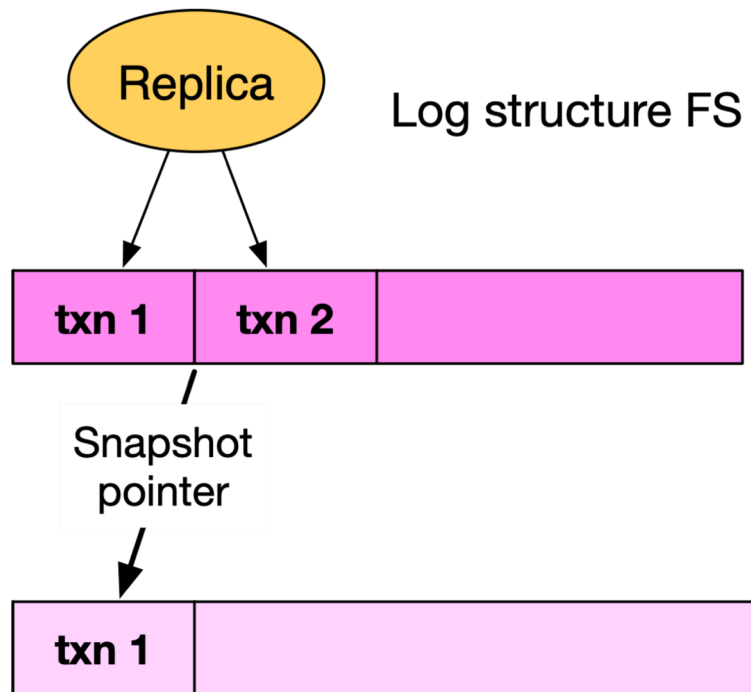 Replica
Log structure FS
txn 1 txn 2
Snapshot
pointer
txn 1